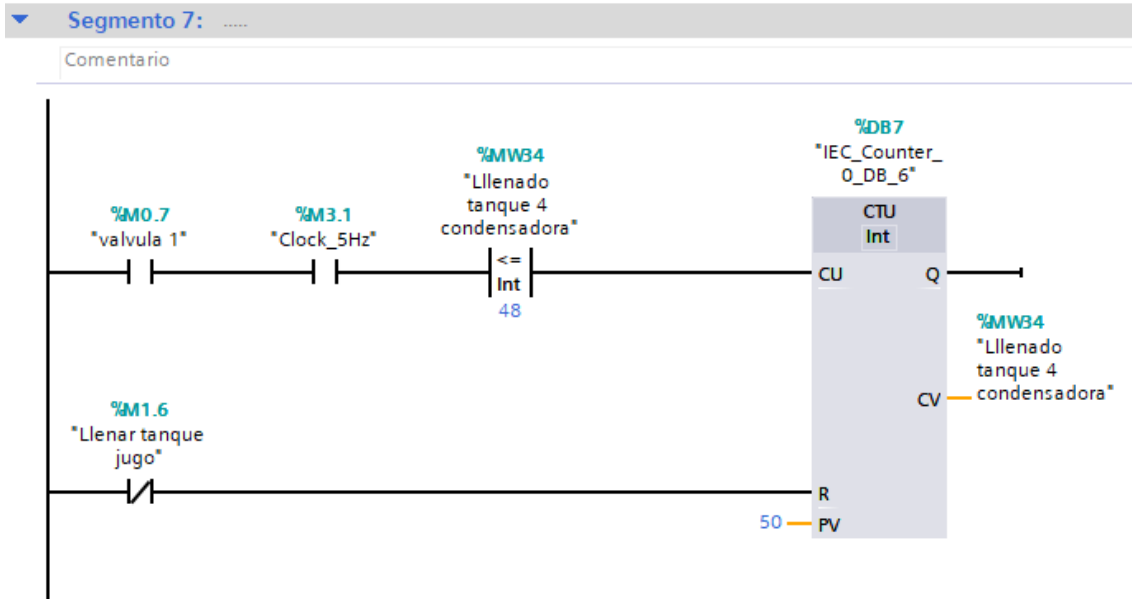 Segmento 7: .....
Comentario
%DB7
"IEC_Counter_
0_DB_6"
%MW34
"Lllenado
tanque 4
condensadora"
%M0.7
"valvula 1"
%M3.1
"Clock_5Hz"
CTU
Int
<=
Int
48
CU
Q
%MW34
"Lllenado
tanque 4
condensadora"
CV
%M1.6
"Llenar tanque
jugo"
R
50
PV